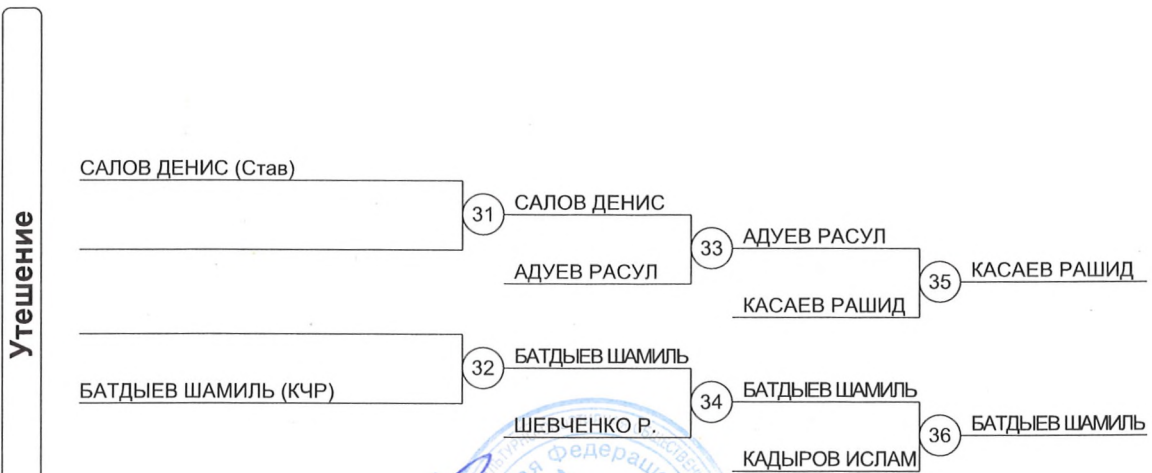 Утешение
САЛОВ ДЕНИС (Став)
31
САЛОВ ДЕНИС
АДУЕВ РАСУЛ
33
АДУЕВ РАСУЛ
КАСАЕВ РАШИД
35
КАСАЕВ РАШИД
БАТДЫЕВ ШАМИЛЬ (КЧР)
32
БАТДЫЕВ ШАМИЛЬ
ШЕВЧЕНКО Р.
34
БАТДЫЕВ ШАМИЛЬ
КАДЫРОВ ИСЛАМ
36
БАТДЫЕВ ШАМИЛЬ